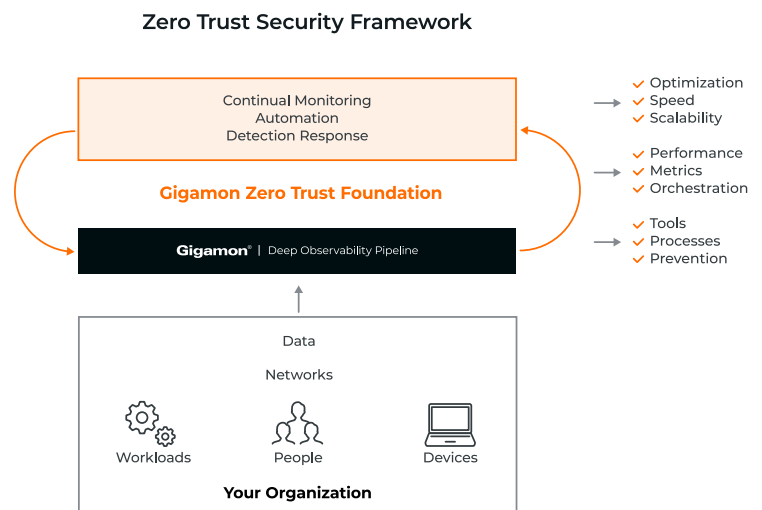 Zero Trust Security Framework
Continual Monitoring
Automation
Detection Response
Optimization
Speed
Scalability
Performance
Metrics
Orchestration
Tools
Processes
Prevention
Gigamon Zero Trust Foundation
Gigamon® | Deep Observability Pipeline
Data
Networks
Workloads
People
Devices
Your Organization